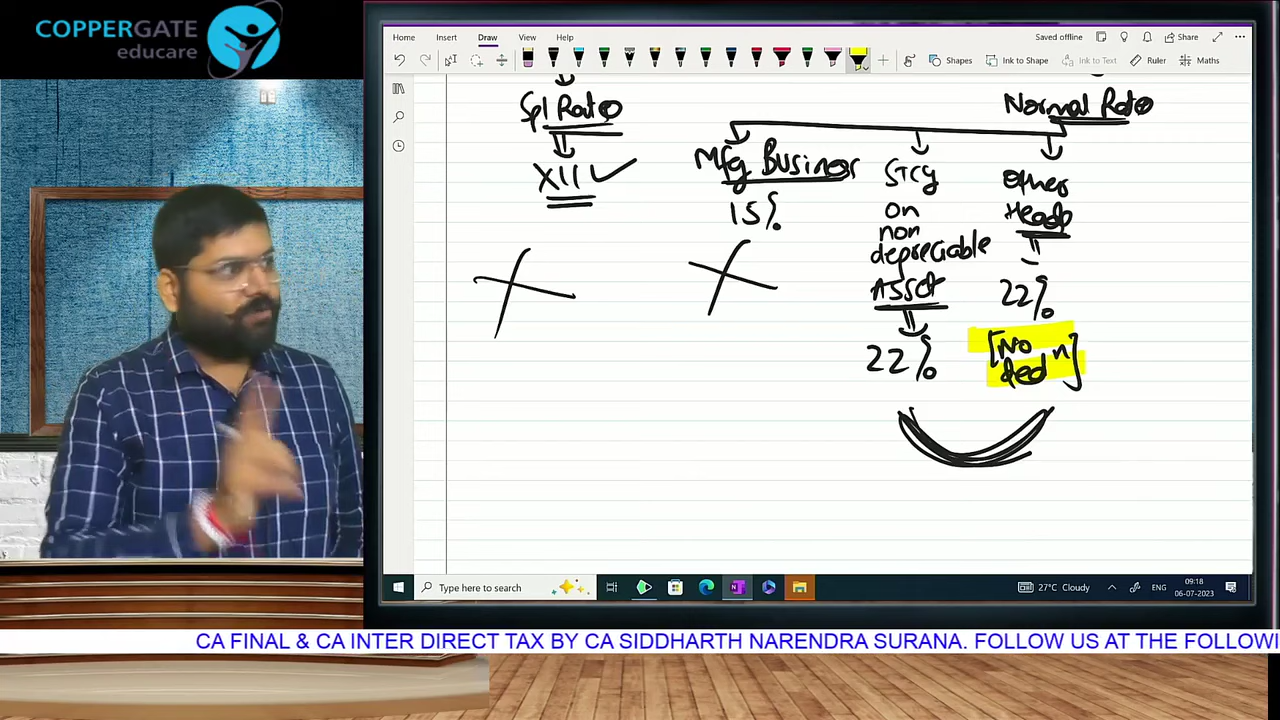 COPPERGATE
educare
Home
Insert
Draw
View
Help
Saved offline
Share
Shapes
Ink to Shape
Ink to Text
Ruler
Maths
Spl Rate
Normal Rate
XII
Mfg Business
15%
STCG
on
non
depreciable
Asset
22%
Other
Heads
22%
[No
dedⁿ]
Type here to search
27°C Cloudy
ENG
09:18
06-07-2023
CA FINAL & CA INTER DIRECT TAX BY CA SIDDHARTH NARENDRA SURANA. FOLLOW US AT THE FOLLOWI